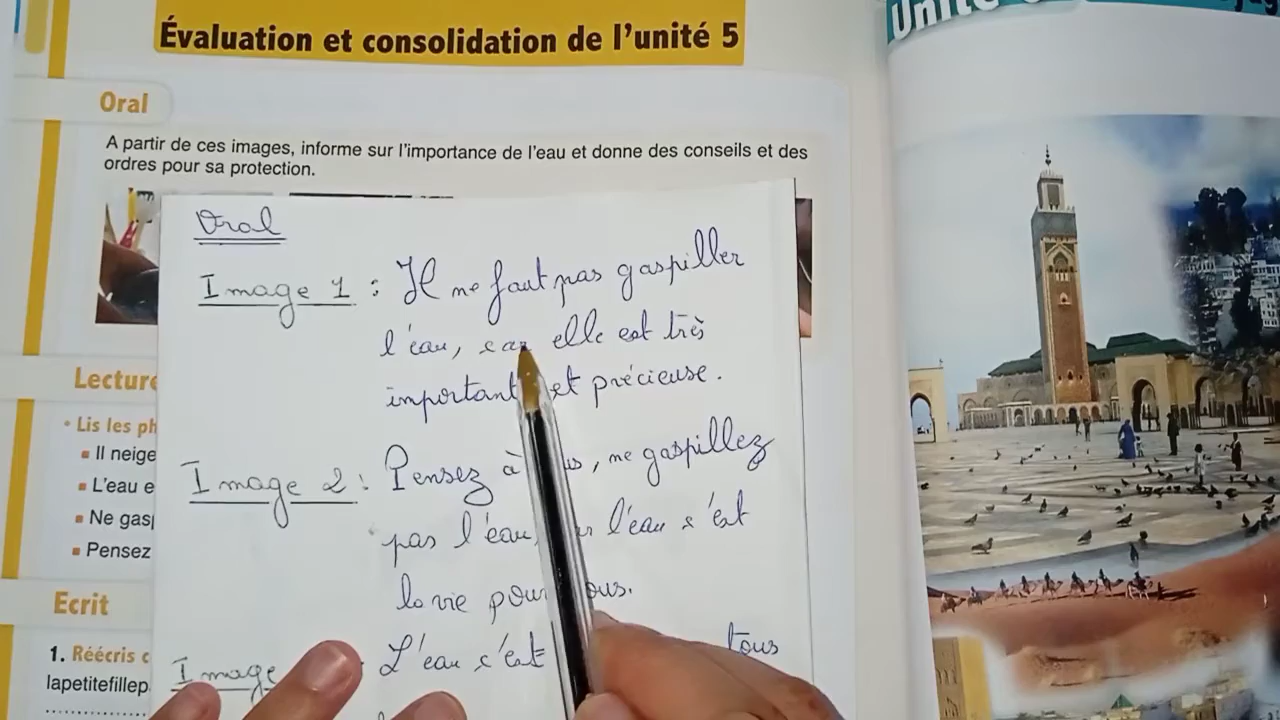 Évaluation et consolidation de l'unité 5
Unité
Oral
A partir de ces images, informe sur l'importance de l'eau et donne des conseils et des
ordres pour sa protection.
Oral
Image 1 : Il ne faut pas gaspiller
l'eau, car elle est très
important et précieuse.
Image 2 : Pensez à, ne gaspillez
pas l'eau, l'eau c'est
la vie pour
Image : L'eau c'est tous
Lecture
Lis les ph
Il neige
L'eau e
Ne gasp
Pensez
Ecrit
1. Réécris c
lapetitefillep